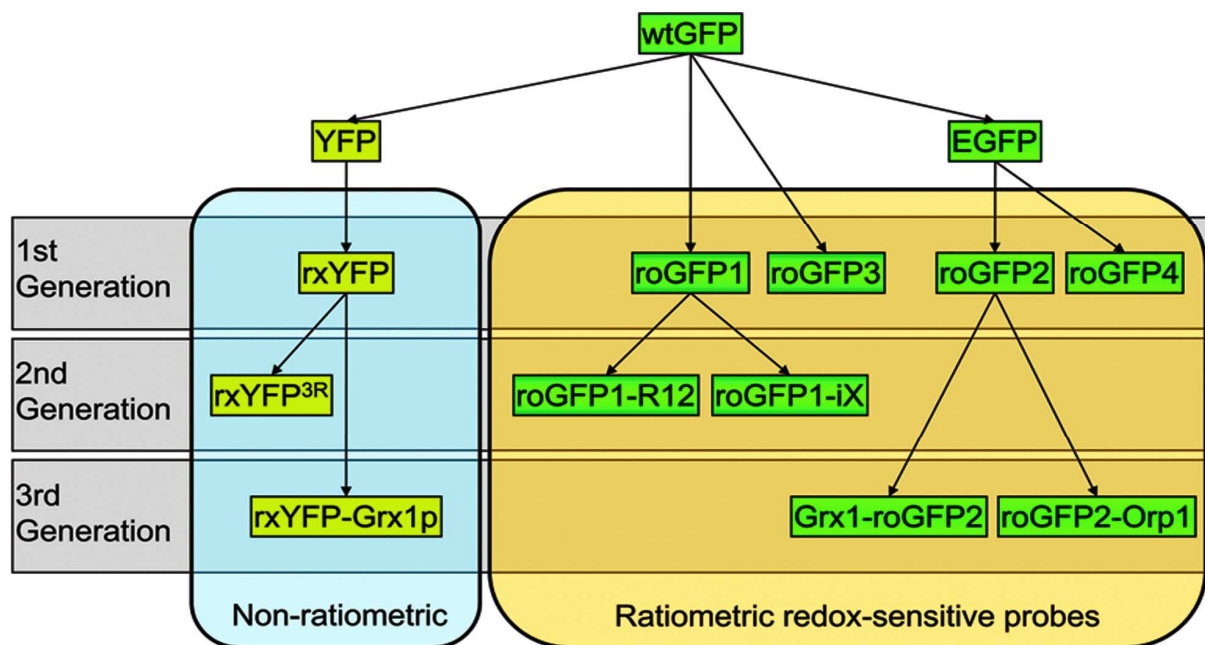 wtGFP
YFP
EGFP
1st
Generation
rxYFP
roGFP1
roGFP3
roGFP2
roGFP4
2nd
Generation
rxYFP3R
roGFP1-R12
roGFP1-iX
3rd
Generation
rxYFP-Grx1p
Grx1-roGFP2
roGFP2-Orp1
Non-ratiometric
Ratiometric redox-sensitive probes